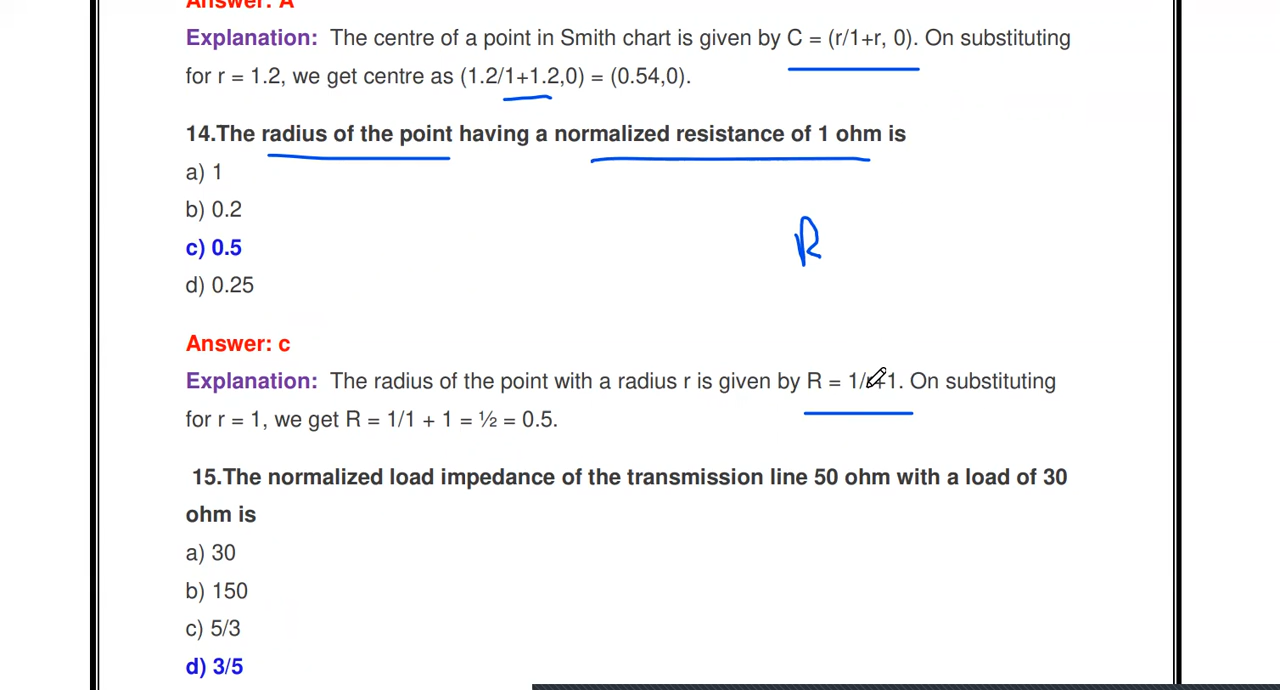 Answer: A
Explanation: The centre of a point in Smith chart is given by C = (r/1+r, 0). On substituting
for r = 1.2, we get centre as (1.2/1+1.2,0) = (0.54,0).
14.The radius of the point having a normalized resistance of 1 ohm is
a) 1
b) 0.2
c) 0.5
R
d) 0.25
Answer: c
Explanation: The radius of the point with a radius r is given by R = 1/r+1. On substituting
for r = 1, we get R = 1/1 + 1 = ½ = 0.5.
15.The normalized load impedance of the transmission line 50 ohm with a load of 30
ohm is
a) 30
b) 150
c) 5/3
d) 3/5